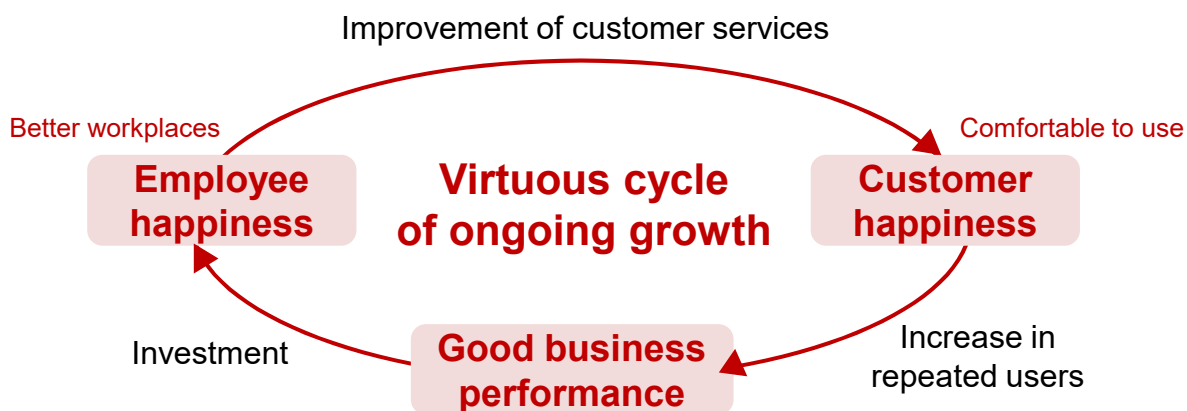 Improvement of customer services
Better workplaces
Comfortable to use
Employee
happiness
Virtuous cycle
of ongoing growth
Customer
happiness
Investment
Good business
performance
Increase in
repeated users